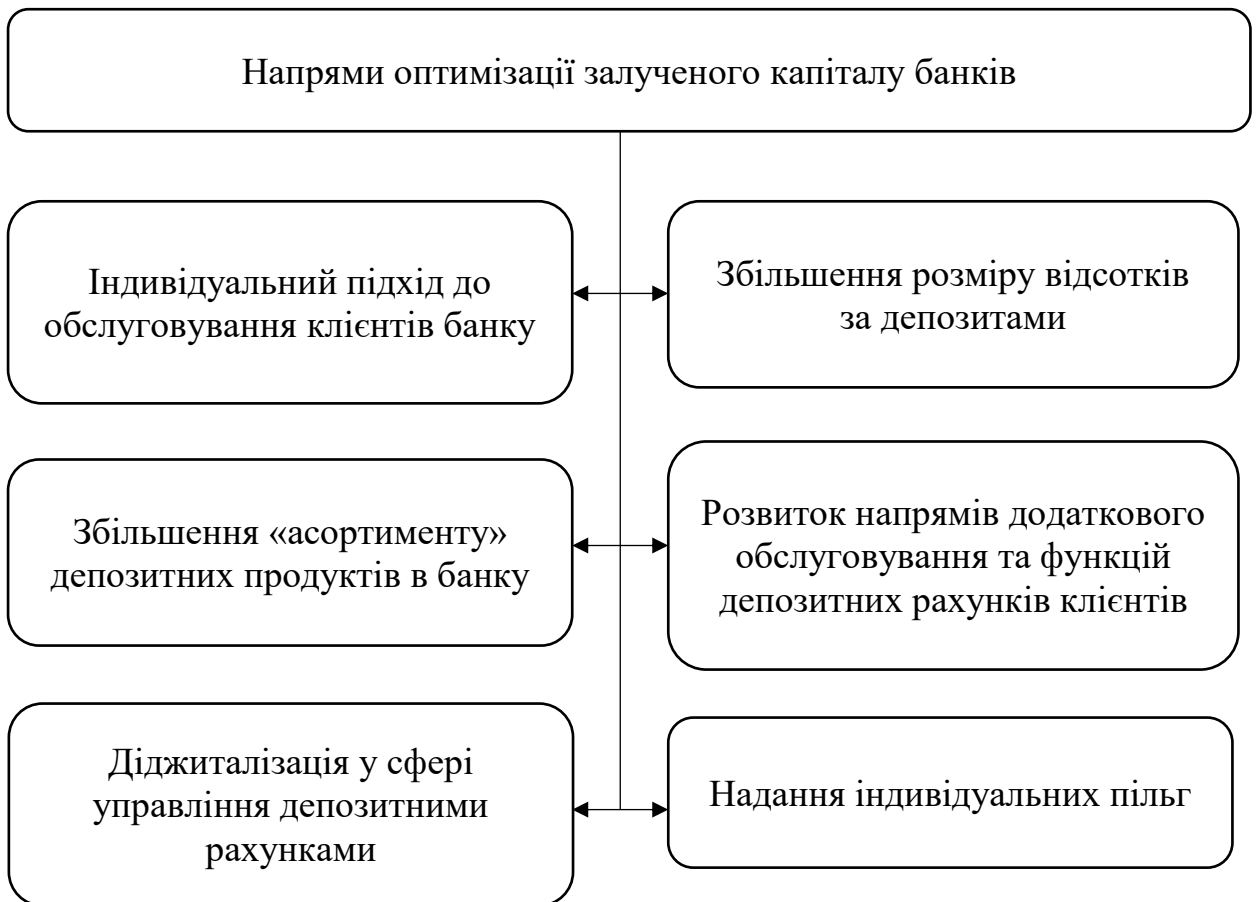 Напрями оптимізації залученого капіталу банків
Індивідуальний підхід до
обслуговування клієнтів банку
Збільшення розміру відсотків
за депозитами
Збільшення «асортименту»
депозитних продуктів в банку
Розвиток напрямів додаткового
обслуговування та функцій
депозитних рахунків клієнтів
Діджиталізація у сфері
управління депозитними
рахунками
Надання індивідуальних пільг